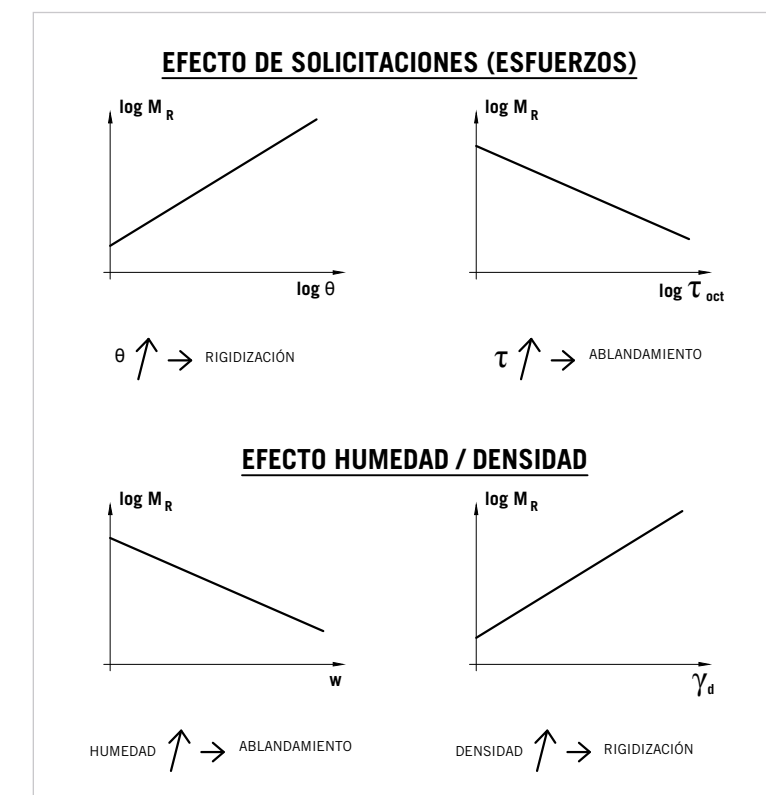 EFECTO DE SOLICITACIONES (ESFUERZOS)
log M R
log θ
θ → RIGIDIZACIÓN
log M R
log τ oct
τ → ABLANDAMIENTO
EFECTO HUMEDAD / DENSIDAD
log M R
w
HUMEDAD → ABLANDAMIENTO
log M R
γ d
DENSIDAD → RIGIDIZACIÓN